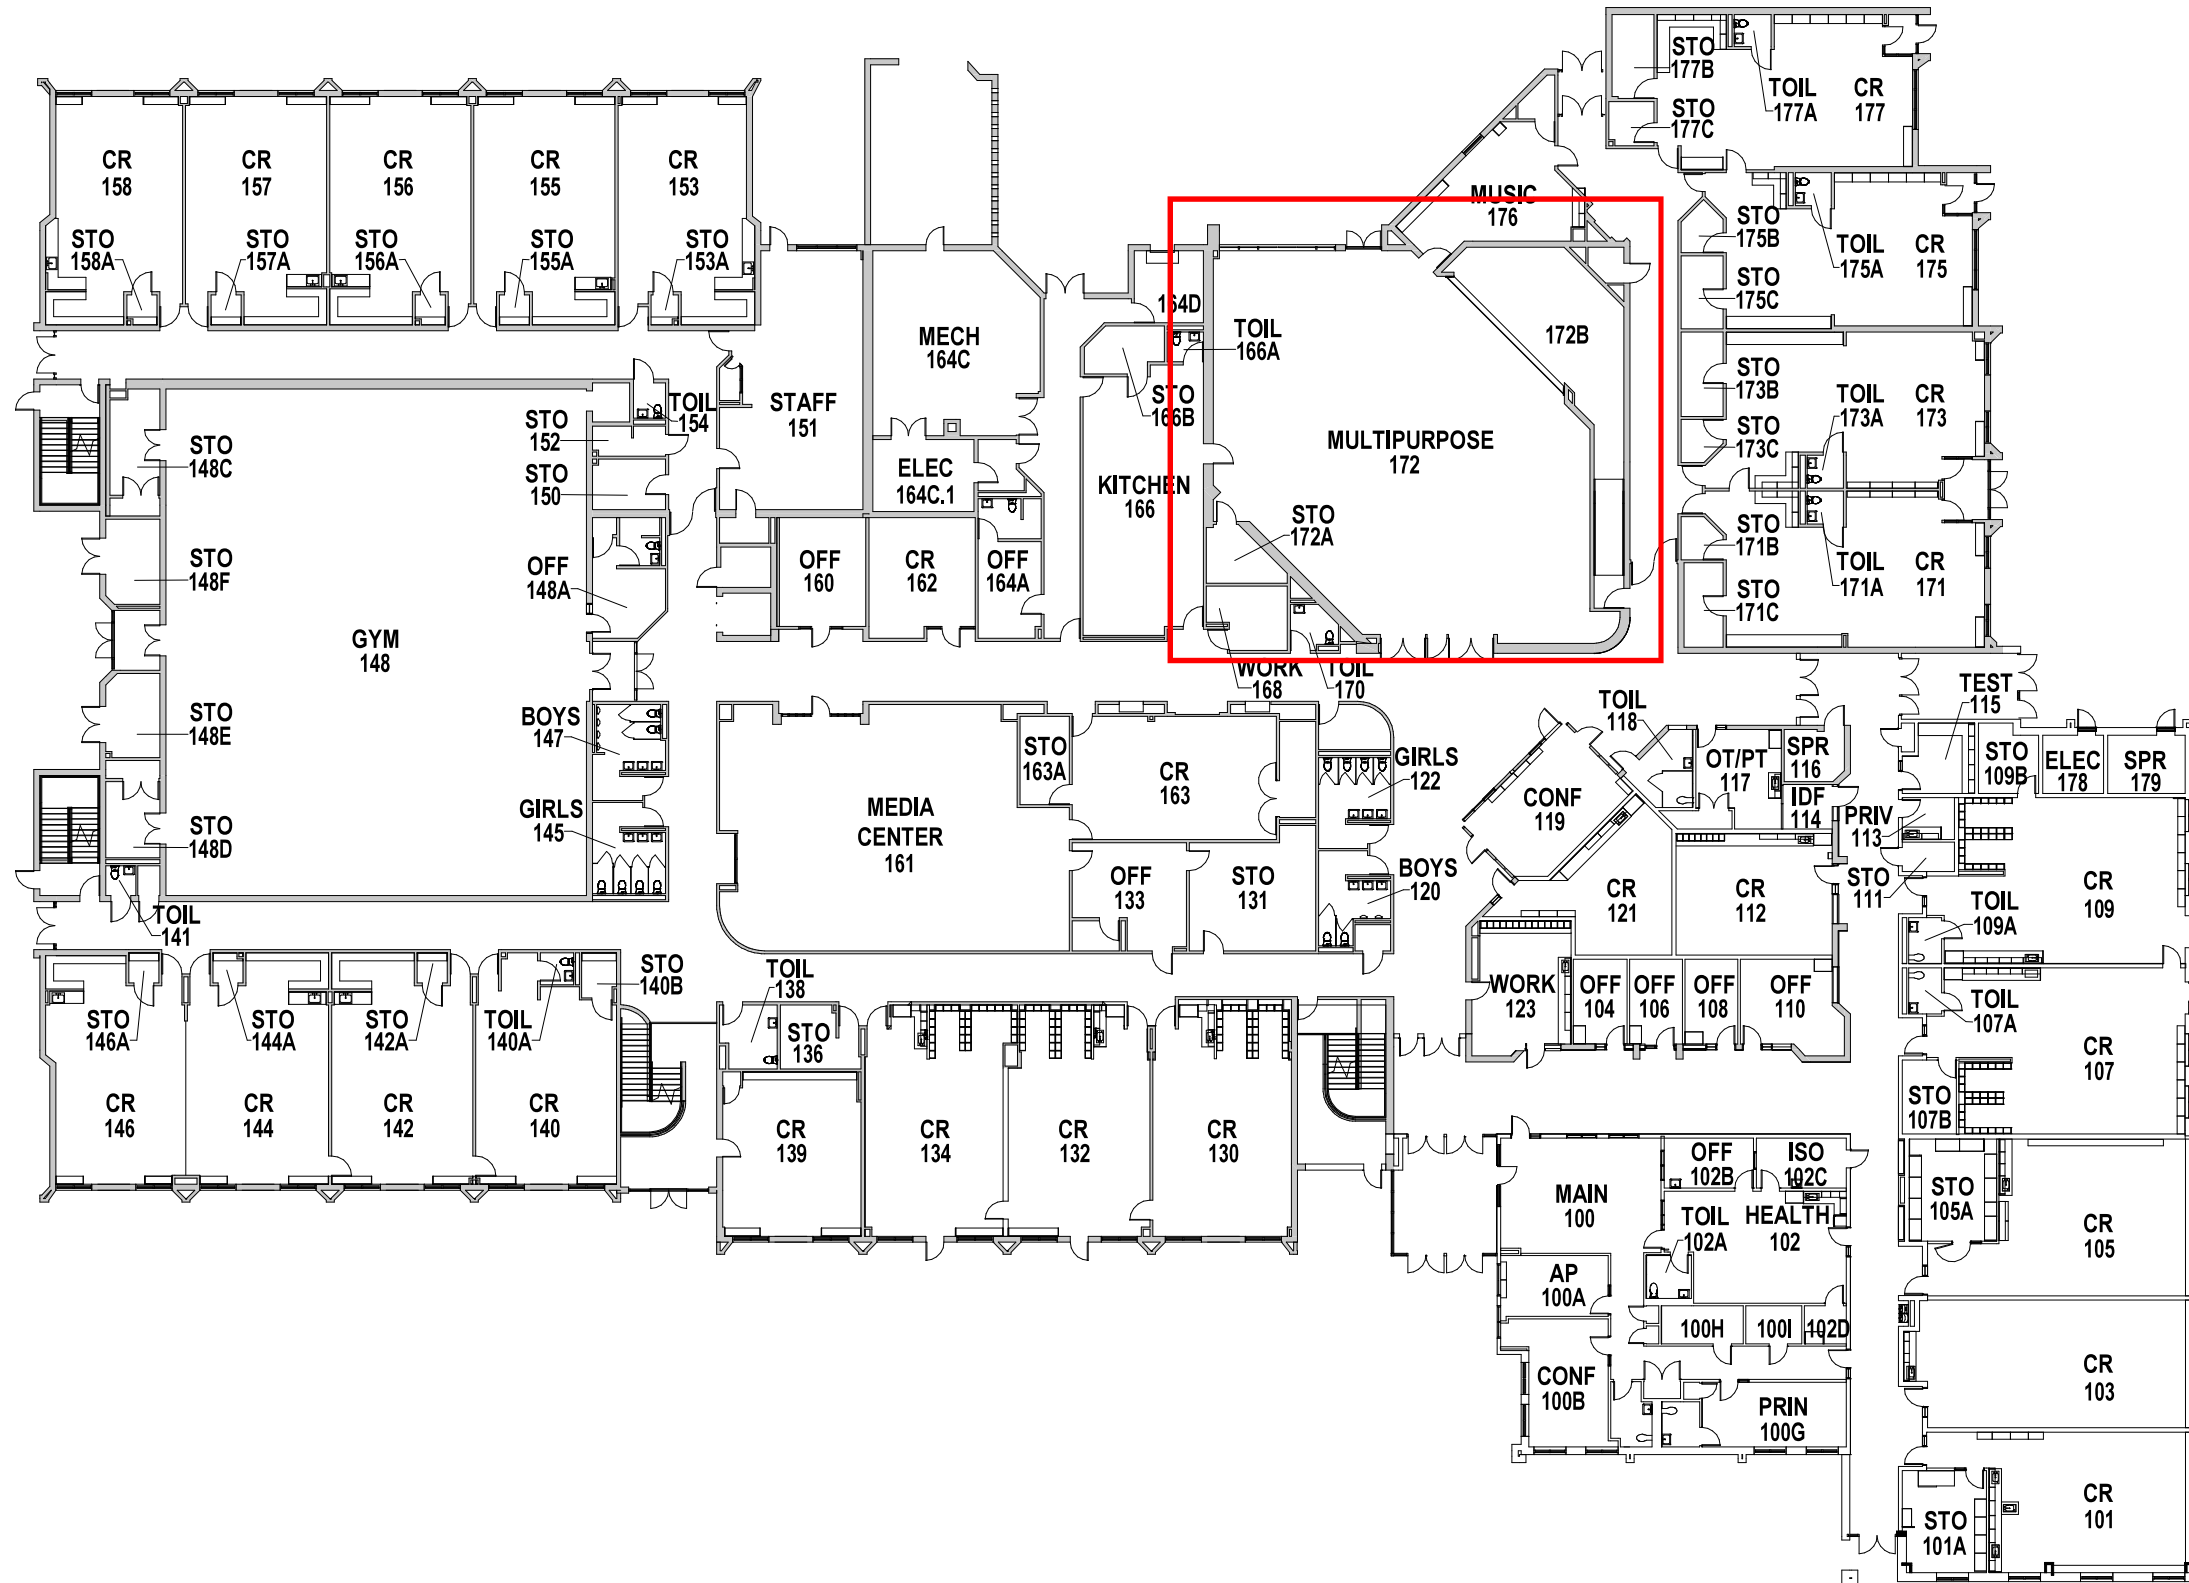 STO
177B
TOIL
177A
CR
177
STO
177C
CR
158
CR
157
CR
156
CR
155
CR
153
MUSIC
176
STO
158A
STO
157A
STO
156A
STO
155A
STO
153A
STO
175B
TOIL
175A
CR
175
STO
175C
164D
MECH
164C
TOIL
166A
172B
STO
173B
TOIL
173A
CR
173
STO
173C
STO
166B
STO
148C
STO
152
TOIL
154
STAFF
151
STO
150
ELEC
164C.1
KITCHEN
166
MULTIPURPOSE
172
STO
172A
STO
171B
TOIL
171A
CR
171
STO
171C
STO
148F
OFF
148A
OFF
160
CR
162
OFF
164A
GYM
148
WORK
168
TOIL
170
STO
148E
BOYS
147
STO
163A
CR
163
GIRLS
122
TOIL
118
OT/PT
117
SPR
116
TEST
115
STO
109B
ELEC
178
SPR
179
CONF
119
IDF
114
PRIV
113
STO
148D
GIRLS
145
MEDIA
CENTER
161
OFF
133
STO
131
BOYS
120
CR
121
CR
112
STO
111
CR
109
TOIL
109A
TOIL
141
STO
140B
TOIL
138
STO
136
WORK
123
OFF
104
OFF
106
OFF
108
OFF
110
TOIL
107A
CR
107
STO
107B
STO
146A
STO
144A
STO
142A
TOIL
140A
CR
146
CR
144
CR
142
CR
140
CR
139
CR
134
CR
132
CR
130
MAIN
100
OFF
102B
ISO
102C
TOIL
102A
HEALTH
102
STO
105A
CR
105
AP
100A
100H
100I
102D
CONF
100B
PRIN
100G
CR
103
CR
101
STO
101A